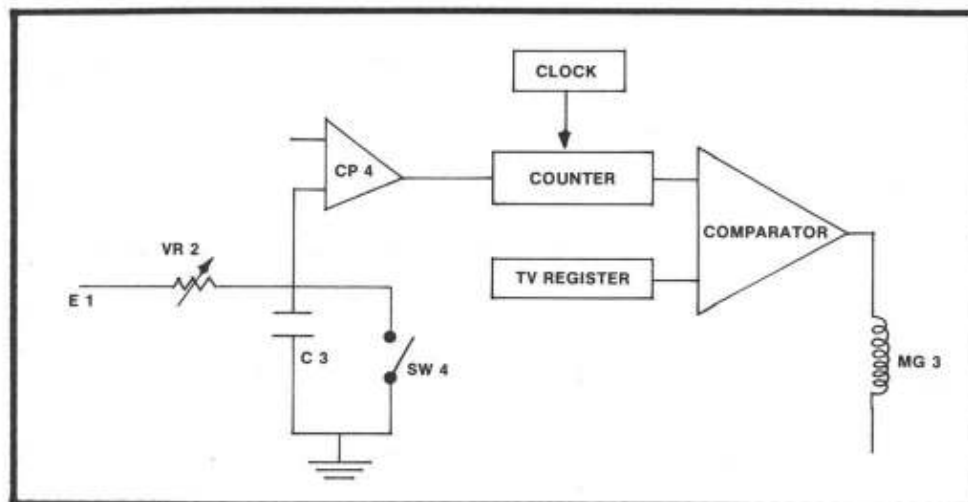 CLOCK
CP 4
COUNTER
COMPARATOR
VR 2
TV REGISTER
E 1
C 3
SW 4
MG 3